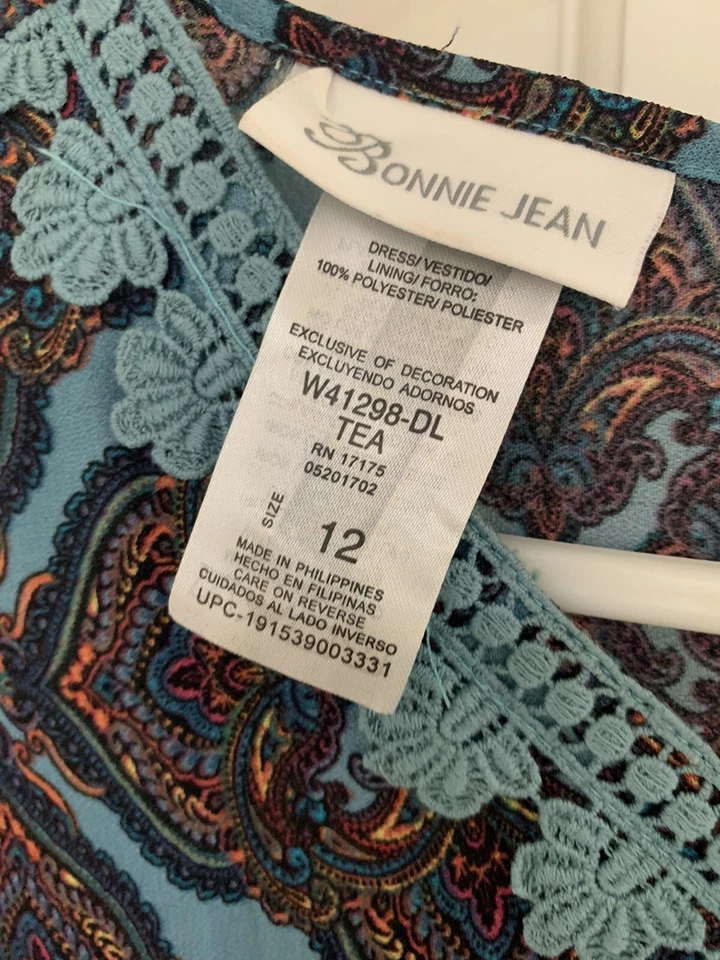 BONNIE JEAN
DRESS/VESTIDO/
LINING/FORRO:
100% POLYESTER/POLIESTER
EXCLUSIVE OF DECORATION
EXCLUYENDO ADORNOS
W41298-DL
TEA
RN 17175
05201702
SIZE 12
MADE IN PHILIPPINES
HECHO EN FILIPINAS
CARE ON REVERSE
CUIDADOS AL LADO INVERSO
UPC-191539003331